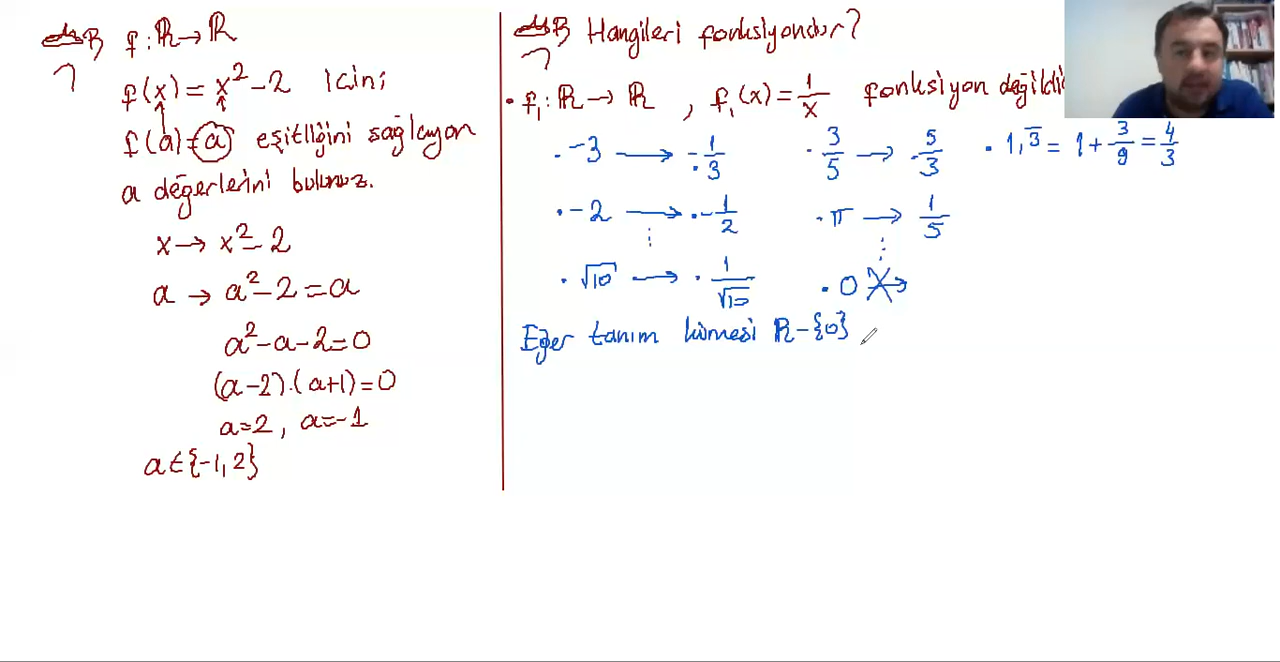 f : ℝ → ℝ
f(x) = x² - 2 için;
f(a) = a eşitliğini sağlayan
a değerlerini bulunuz.
x → x² - 2
a → a² - 2 = a
a² - a - 2 = 0
(a - 2).(a + 1) = 0
a = 2, a = -1
a ∈ {-1, 2}
Hangileri fonksiyondur?
• f₁ : ℝ → ℝ , f₁(x) = 1/x fonksiyon değildi
• -3 → • -1/3
• -2 → • -1/2
⋮
• √10 → • 1/√10
• 3/5 → • 5/3
• π → 1/5
⋮
• 0 →
• 1,3̅ = 1 + 3/9 = 4/3
Eğer tanım kümesi ℝ - {0}